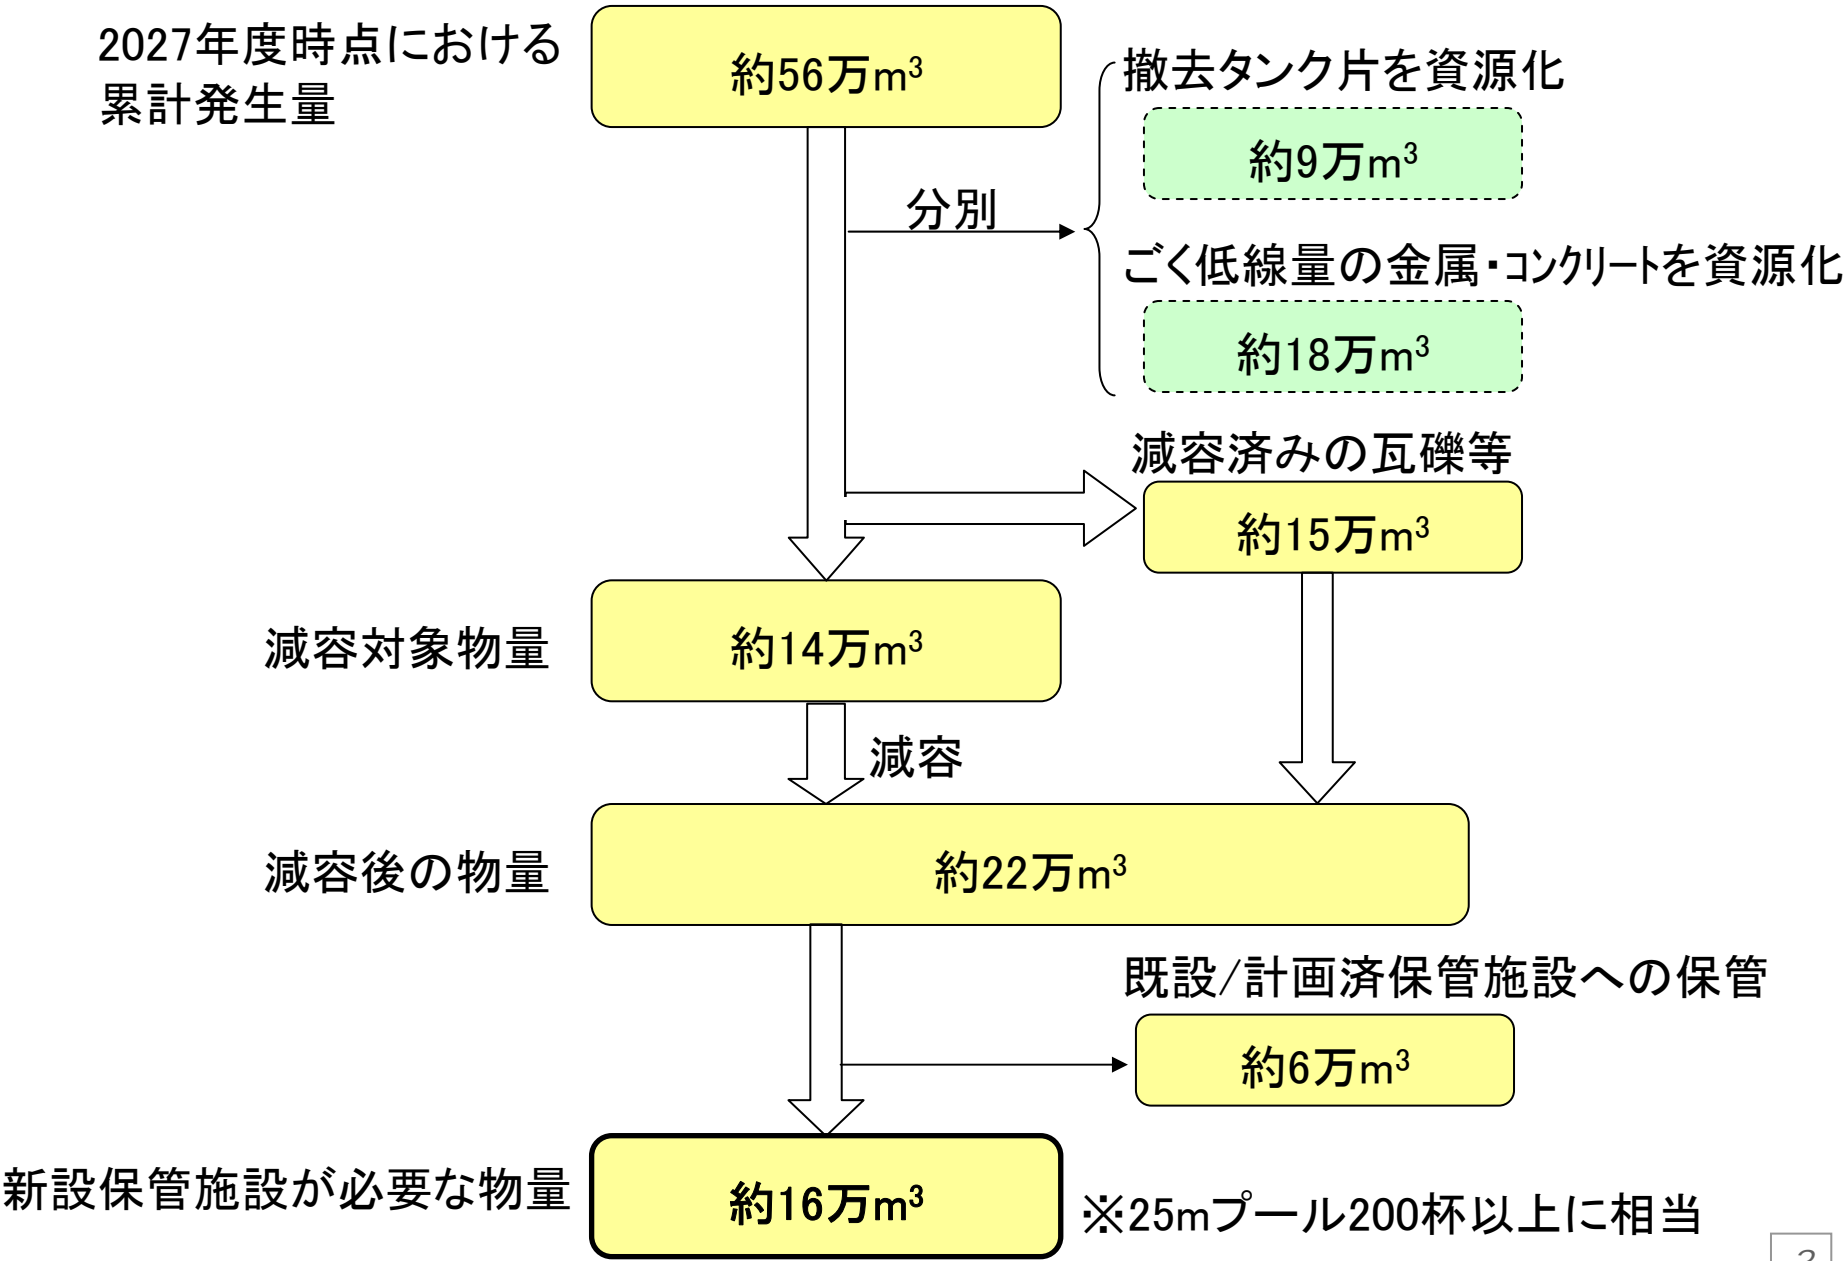 2027年度時点における
累計発生量
約56万m³
撤去タンク片を資源化
約9万m³
分別
ごく低線量の金属・コンクリートを資源化
約18万m³
減容済みの瓦礫等
約15万m³
減容対象物量
約14万m³
減容
減容後の物量
約22万m³
既設/計画済保管施設への保管
約6万m³
新設保管施設が必要な物量
約16万m³
※25mプール200杯以上に相当